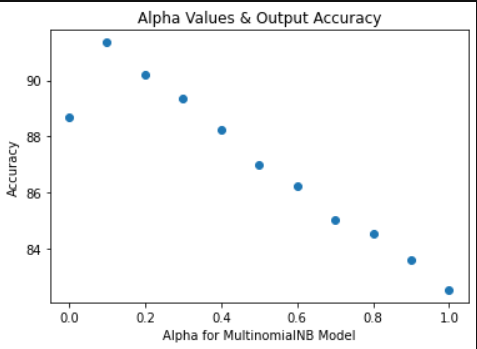 Alpha Values & Output Accuracy
90
88
86
84
Accuracy
0.0 0.2 0.4 0.6 0.8 1.0
Alpha for MultinomialNB Model